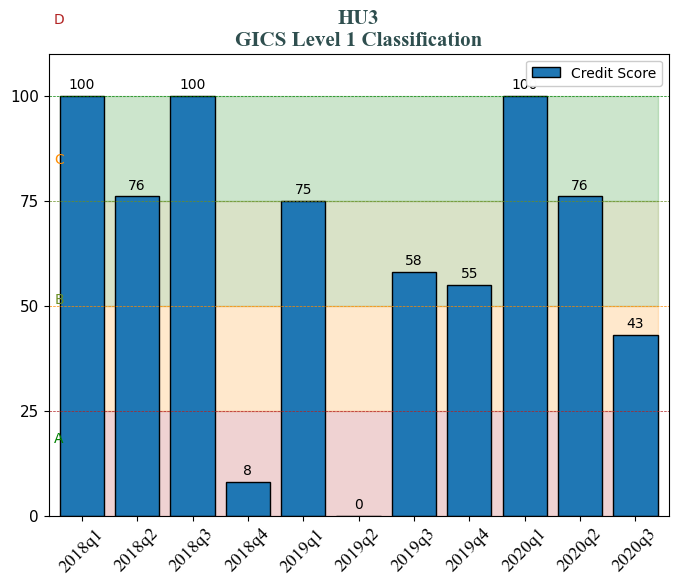 D
HU3
GICS Level 1 Classification
Credit Score
100
100
100
100
76
75
76
75
C
58
55
50
B
43
25
A
8
0
0
2018q1
2018q2
2018q3
2018q4
2019q1
2019q2
2019q3
2019q4
2020q1
2020q2
2020q3